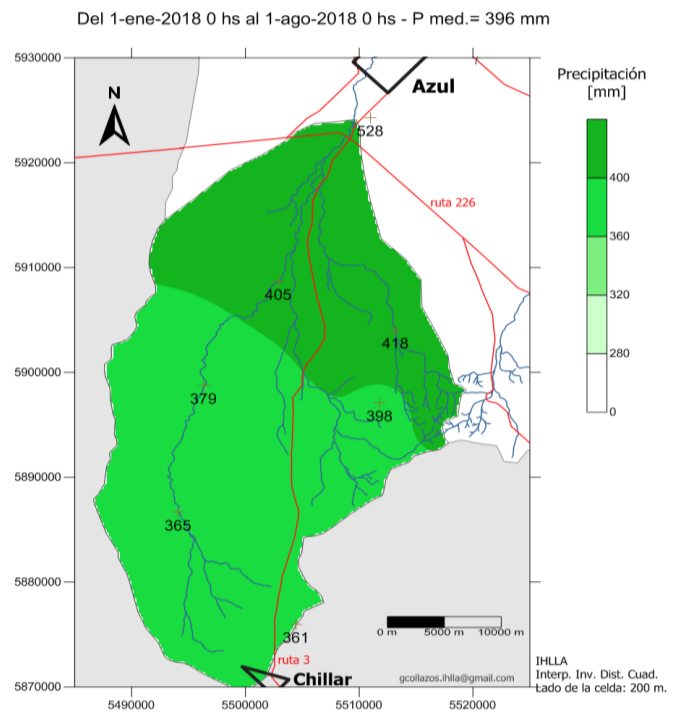 Del 1-ene-2018 0 hs al 1-ago-2018 0 hs - P med.= 396 mm
5930000
5920000
5910000
5900000
5890000
5880000
5870000
5490000
5500000
5510000
5520000
N
Azul
528
ruta 226
405
418
379
398
365
361
ruta 3
Chillar
0 m 5000 m 10000 m
gcollazos.ihlla@gmail.com
Precipitación
[mm]
400
360
320
280
0
IHLLA
Interp. Inv. Dist. Cuad.
Lado de la celda: 200 m.